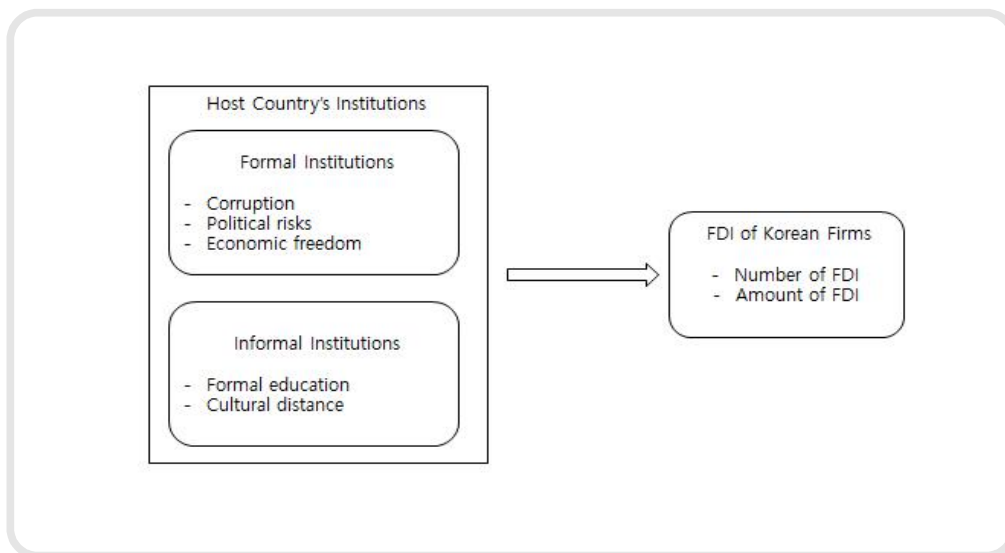 Host Country's Institutions
Formal Institutions
- Corruption
- Political risks
- Economic freedom
Informal Institutions
- Formal education
- Cultural distance
FDI of Korean Firms
- Number of FDI
- Amount of FDI